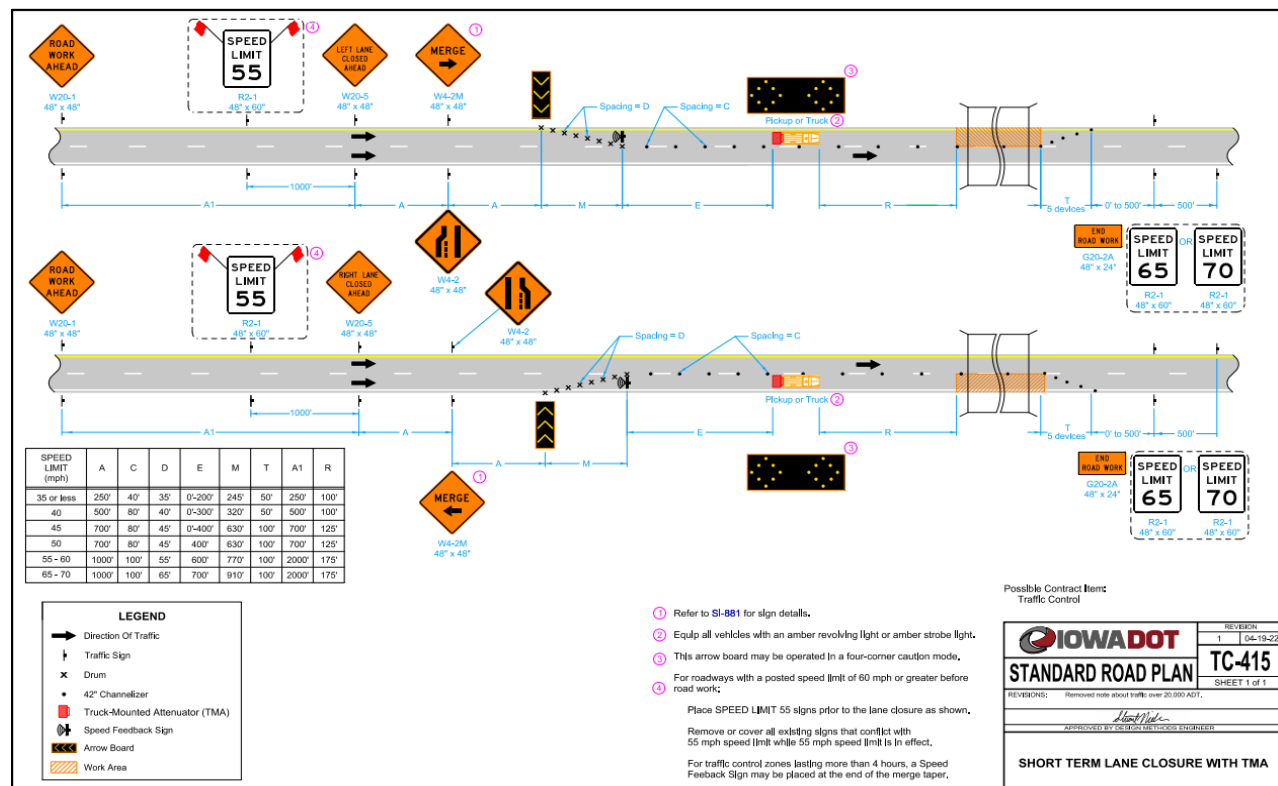 ROAD
WORK
AHEAD
W20-1
48" x 48"
SPEED
LIMIT
55
4
R2-1
48" x 60"
LEFT LANE
CLOSED
AHEAD
W20-5
48" x 48"
MERGE
1
W4-2M
48" x 48"
Spacing = D
Spacing = C
3
Pickup or Truck 2
1000'
A1
A
A
M
E
R
T
5 devices
0' to 500'
500'
END
ROAD WORK
G20-2A
48" x 24"
SPEED
LIMIT
65
R2-1
48" x 60"
OR
SPEED
LIMIT
70
R2-1
48" x 60"
ROAD
WORK
AHEAD
W20-1
48" x 48"
SPEED
LIMIT
55
4
R2-1
48" x 60"
RIGHT LANE
CLOSED
AHEAD
W20-5
48" x 48"
W4-2
48" x 48"
W4-2
48" x 48"
Spacing = D
Spacing = C
Pickup or Truck 2
1000'
A1
A
A
M
E
R
T
5 devices
0' to 500'
500'
3
MERGE
1
W4-2M
48" x 48"
END
ROAD WORK
G20-2A
48" x 24"
SPEED
LIMIT
65
R2-1
48" x 60"
OR
SPEED
LIMIT
70
R2-1
48" x 60"
SPEED LIMIT (mph) A C D E M T A1 R
35 or less 250' 40' 35' 0'-200' 245' 50' 250' 100'
40 500' 80' 40' 0'-300' 320' 50' 500' 100'
45 700' 80' 45' 0'-400' 630' 100' 700' 125'
50 700' 80' 45' 400' 630' 100' 700' 125'
55 - 60 1000' 100' 55' 600' 770' 100' 2000' 175'
65 - 70 1000' 100' 65' 700' 910' 100' 2000' 175'
LEGEND
Direction Of Traffic
Traffic Sign
Drum
42" Channelizer
Truck-Mounted Attenuator (TMA)
Speed Feedback Sign
Arrow Board
Work Area
1 Refer to SI-881 for sign details.
2 Equip all vehicles with an amber revolving light or amber strobe light.
3 This arrow board may be operated in a four-corner caution mode.
4 For roadways with a posted speed limit of 60 mph or greater before
road work:
Place SPEED LIMIT 55 signs prior to the lane closure as shown.
Remove or cover all existing signs that conflict with
55 mph speed limit while 55 mph speed limit is in effect.
For traffic control zones lasting more than 4 hours, a Speed
Feeback Sign may be placed at the end of the merge taper.
Possible Contract Item:
Traffic Control
IOWADOT
REVISION
1 04-19-22
STANDARD ROAD PLAN
TC-415
SHEET 1 of 1
REVISIONS: Removed note about traffic over 20,000 ADT.
APPROVED BY DESIGN METHODS ENGINEER
SHORT TERM LANE CLOSURE WITH TMA